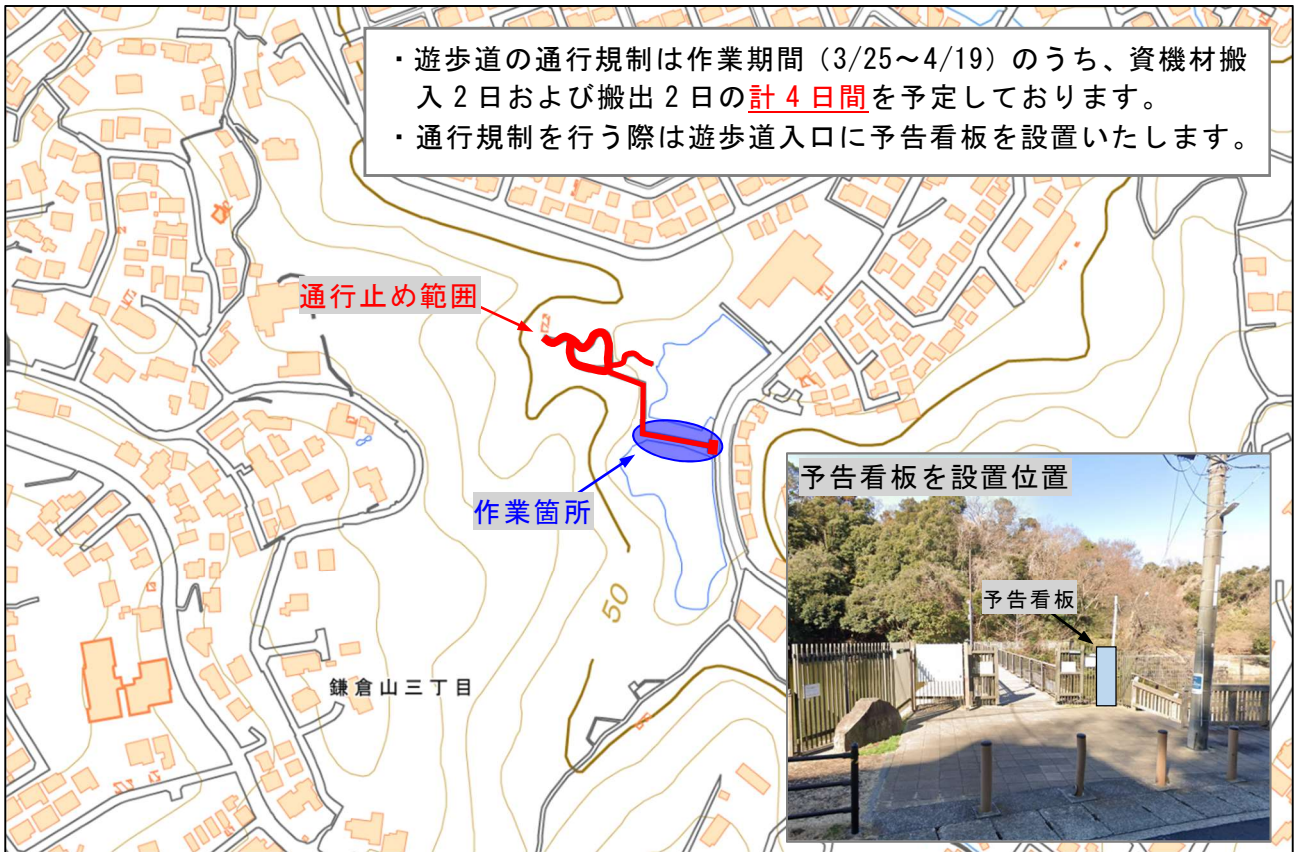 ・遊歩道の通行規制は作業期間（3/25～4/19）のうち、資機材搬
入2日および搬出2日の計4日間を予定しております。
・通行規制を行う際は遊歩道入口に予告看板を設置いたします。
通行止め範囲
作業箇所
50
鎌倉山三丁目
予告看板を設置位置
予告看板